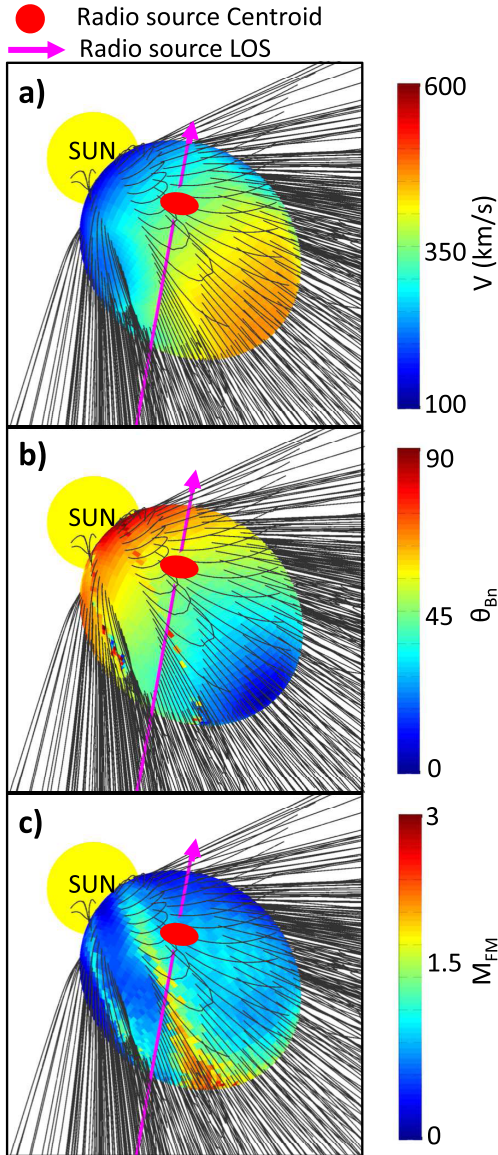 Radio source Centroid
Radio source LOS
a)
SUN
600
350
100
V (km/s)
b)
SUN
90
45
0
θBn
c)
SUN
3
1.5
0
MFM